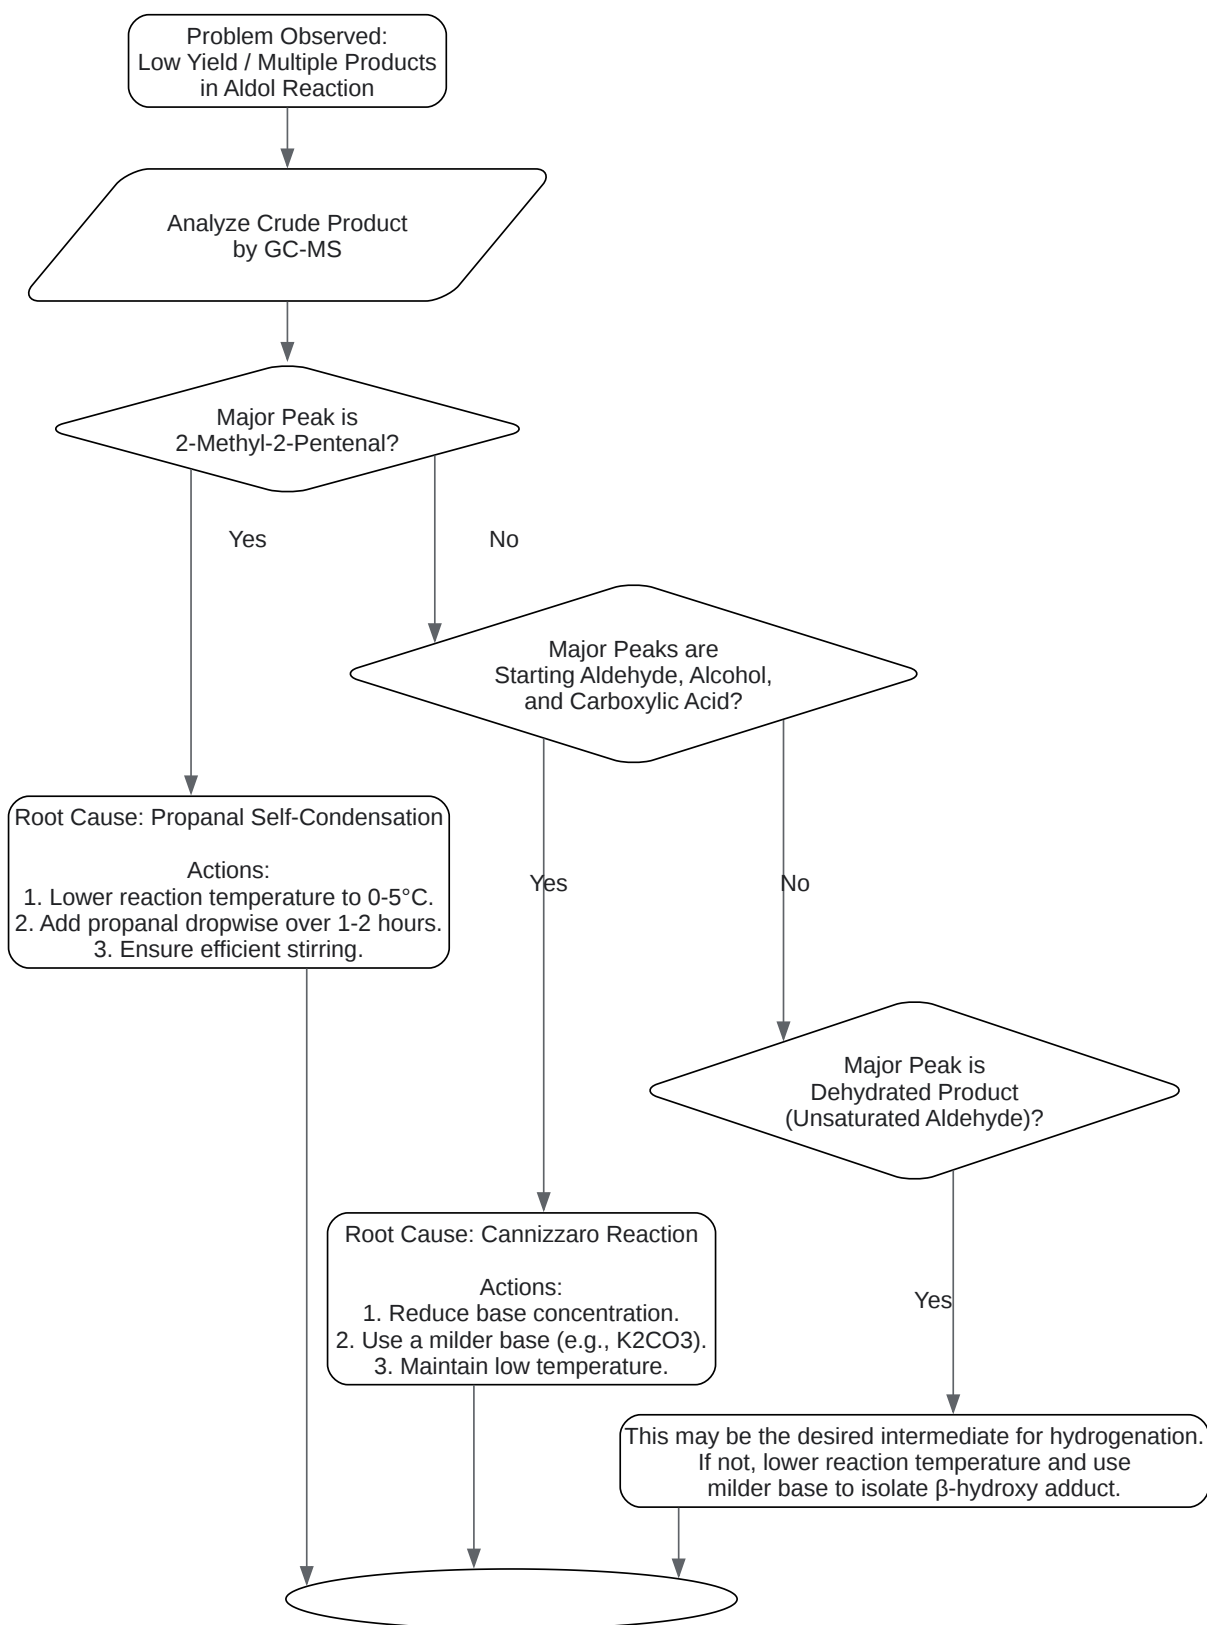 Problem Observed:
Low Yield / Multiple Products
in Aldol Reaction
Analyze Crude Product
by GC-MS
Major Peak is
2-Methyl-2-Pentenal?
Yes
No
Major Peaks are
Starting Aldehyde, Alcohol,
and Carboxylic Acid?
Root Cause: Propanal Self-Condensation
Actions:
1. Lower reaction temperature to 0-5°C.
2. Add propanal dropwise over 1-2 hours.
3. Ensure efficient stirring.
Yes
No
Major Peak is
Dehydrated Product
(Unsaturated Aldehyde)?
Root Cause: Cannizzaro Reaction
Actions:
1. Reduce base concentration.
2. Use a milder base (e.g., K2CO3).
3. Maintain low temperature.
Yes
This may be the desired intermediate for hydrogenation.
If not, lower reaction temperature and use
milder base to isolate β-hydroxy adduct.